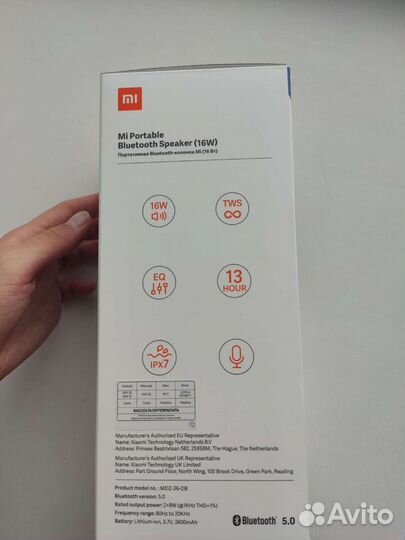 mi
Mi Portable
Bluetooth Speaker (16W)
Портативная Bluetooth-колонка Mi (16 Вт)
16W
TWS
EQ
13
HOUR
IPX7
RACCOLTA DIFFERENZIATA
Manufacturer's Authorized EU Representative
Name: Xiaomi Technology Netherlands B.V
Address: Prinses Beatrixlaan 582, 2595BM, The Hague, The Netherlands
Manufacturer's Authorized UK Representative
Name: Xiaomi Technology UK Limited
Address: Part Ground Floor, North Wing, 100 Brook Drive, Green Park, Reading
Product model no.: MDZ-36-DB
Bluetooth version: 5.0
Rated output power: 2×8W (@1KHz THD=1%)
Frequency range: 80Hz to 20KHz
Battery: Lithium-ion, 3.7V, 2600mAh
Bluetooth 5.0
Avito